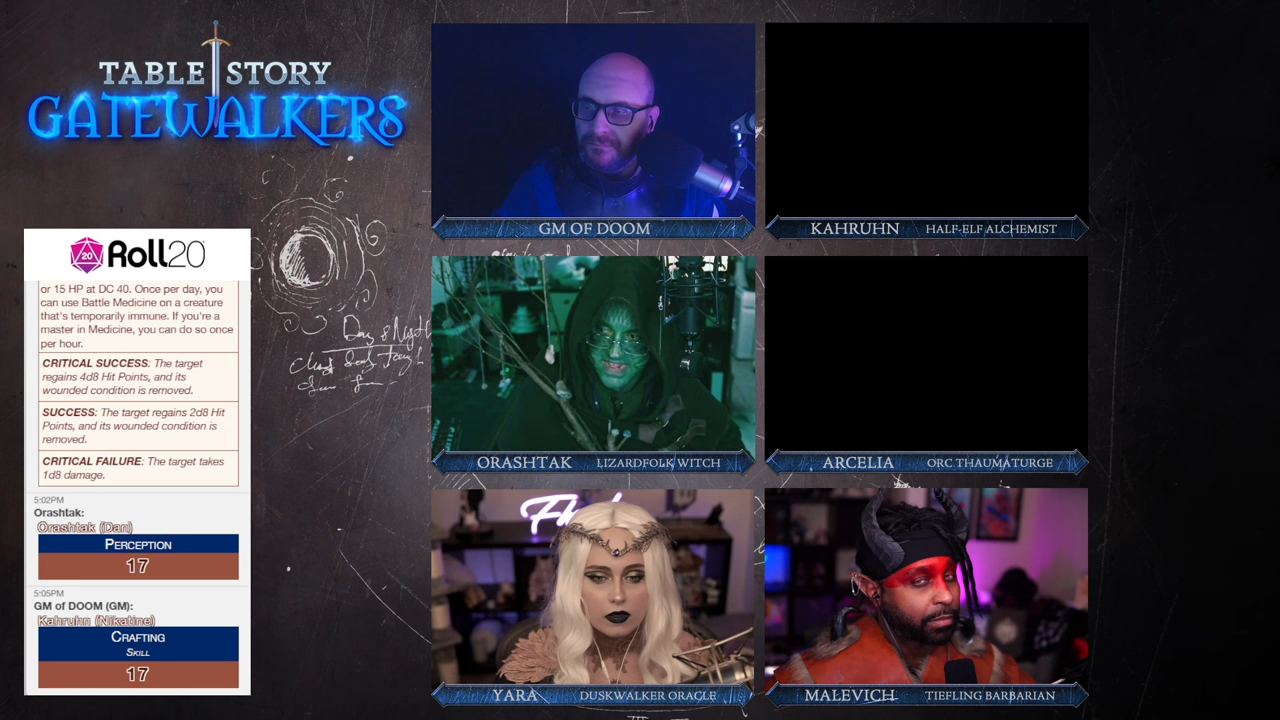 TABLE STORY
GATEWALKERS
Roll20
or 15 HP at DC 40. Once per day, you
can use Battle Medicine on a creature
that's temporarily immune. If you're a
master in Medicine, you can do so once
per hour.
CRITICAL SUCCESS: The target
regains 4d8 Hit Points, and its
wounded condition is removed.
SUCCESS: The target regains 2d8 Hit
Points, and its wounded condition is
removed.
CRITICAL FAILURE: The target takes
1d8 damage.
5:02PM
Orashtak:
Orashtak (Dan)
PERCEPTION
17
5:05PM
GM of DOOM (GM):
Kahruhn (Nikatine)
CRAFTING
SKILL
17
Day & Night
GM OF DOOM
KAHRUHN HALF-ELF ALCHEMIST
ORASHTAK LIZARDFOLK WITCH
ARCELIA ORC THAUMATURGE
YARA DUSKWALKER ORACLE
MALEVICH TIEFLING BARBARIAN